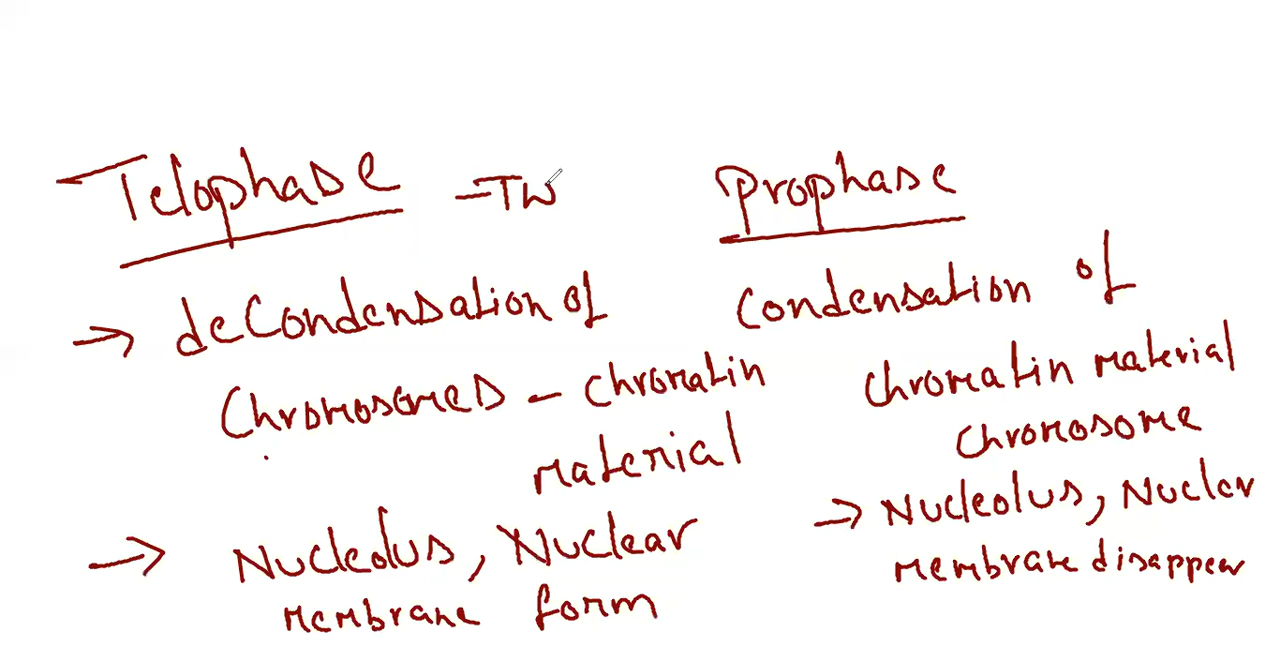 Telophase - Tw
deCondensation of
Chromosomes - chromatin
material
Nucleolus, Nuclear
membrane form
Prophase
Condensation of
chromatin material
chromosome
→ Nucleolus, Nuclear
membrane disappear